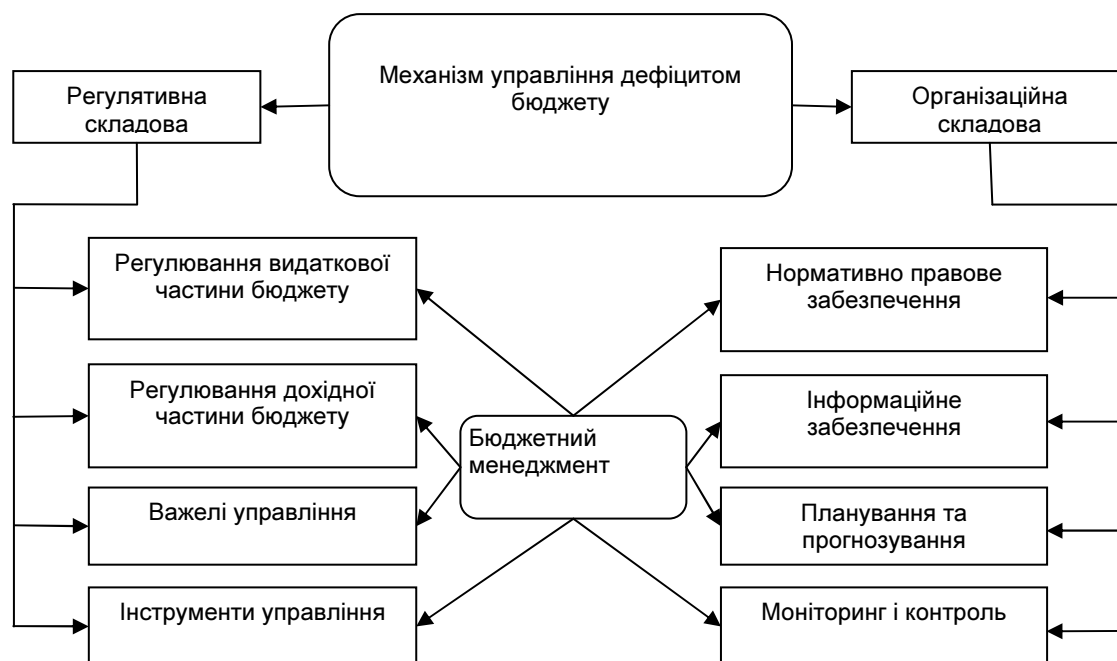 Механізм управління дефіцитом
бюджету
Регулятивна
складова
Організаційна
складова
Регулювання видаткової
частини бюджету
Нормативно правове
забезпечення
Регулювання дохідної
частини бюджету
Інформаційне
забезпечення
Бюджетний
менеджмент
Важелі управління
Планування та
прогнозування
Інструменти управління
Моніторинг і контроль